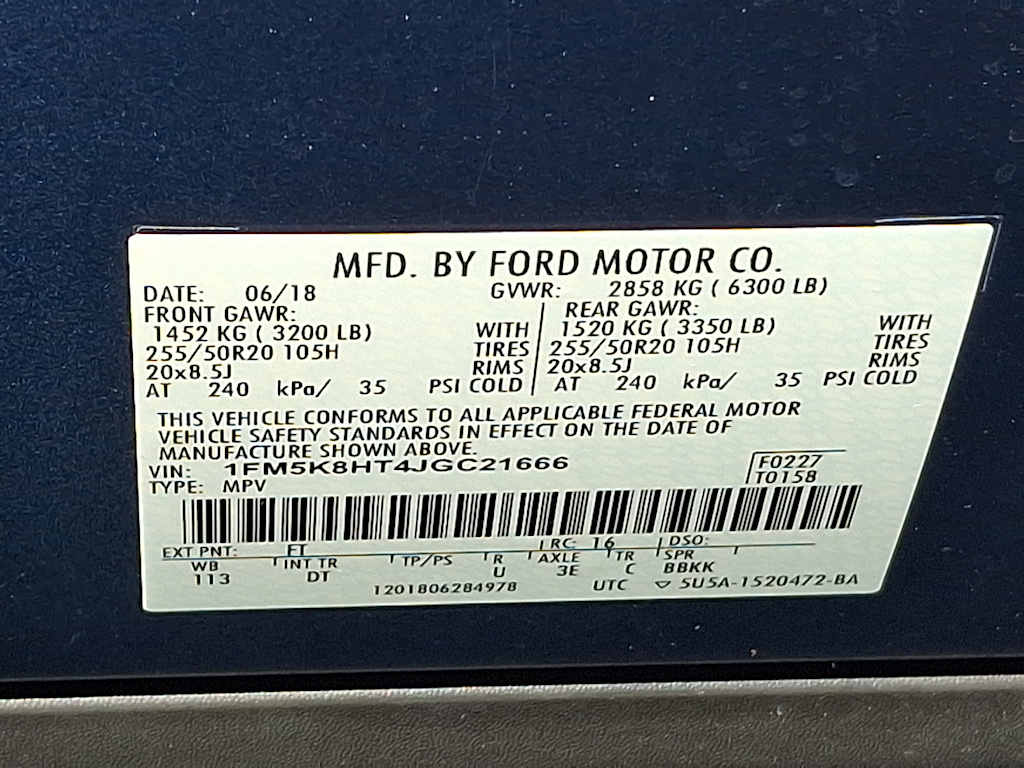 MFD. BY FORD MOTOR CO.
DATE: 06/18 GVWR: 2858 KG ( 6300 LB)
FRONT GAWR: REAR GAWR:
1452 KG ( 3200 LB) WITH 1520 KG ( 3350 LB) WITH
255/50R20 105H TIRES 255/50R20 105H TIRES
20x8.5J RIMS 20x8.5J RIMS
AT 240 kPa/ 35 PSI COLD AT 240 kPa/ 35 PSI COLD
THIS VEHICLE CONFORMS TO ALL APPLICABLE FEDERAL MOTOR
VEHICLE SAFETY STANDARDS IN EFFECT ON THE DATE OF
MANUFACTURE SHOWN ABOVE.
VIN: 1FM5K8HT4JGC21666 F0227
TYPE: MPV T0158
EXT PNT: FT RC: 16 DSO:
WB INT TR TP/PS R AXLE TR SPR
113 DT U 3E C BBKK
1201806284978 UTC ▽ 5U5A-1520472-BA